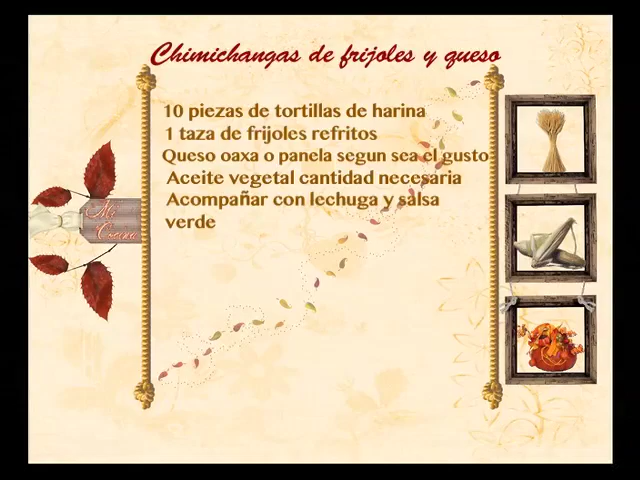 Chimichangas de frijoles y queso
10 piezas de tortillas de harina
1 taza de frijoles refritos
Queso oaxa o panela segun sea el gusto
Aceite vegetal cantidad necesaria
Acompañar con lechuga y salsa
verde
Mi
Cocina